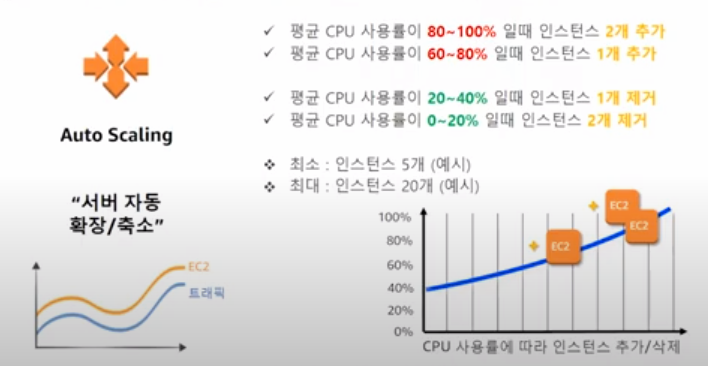 ✓ 평균 CPU 사용률이 80~100% 일때 인스턴스 2개 추가
✓ 평균 CPU 사용률이 60~80% 일때 인스턴스 1개 추가
✓ 평균 CPU 사용률이 20~40% 일때 인스턴스 1개 제거
✓ 평균 CPU 사용률이 0~20% 일때 인스턴스 2개 제거
Auto Scaling
❖ 최소 : 인스턴스 5개 (예시)
❖ 최대 : 인스턴스 20개 (예시)
“서버 자동
확장/축소”
EC2
트래픽
100%
80%
60%
40%
20%
0%
+ EC2
+ EC2
EC2
CPU 사용률에 따라 인스턴스 추가/삭제